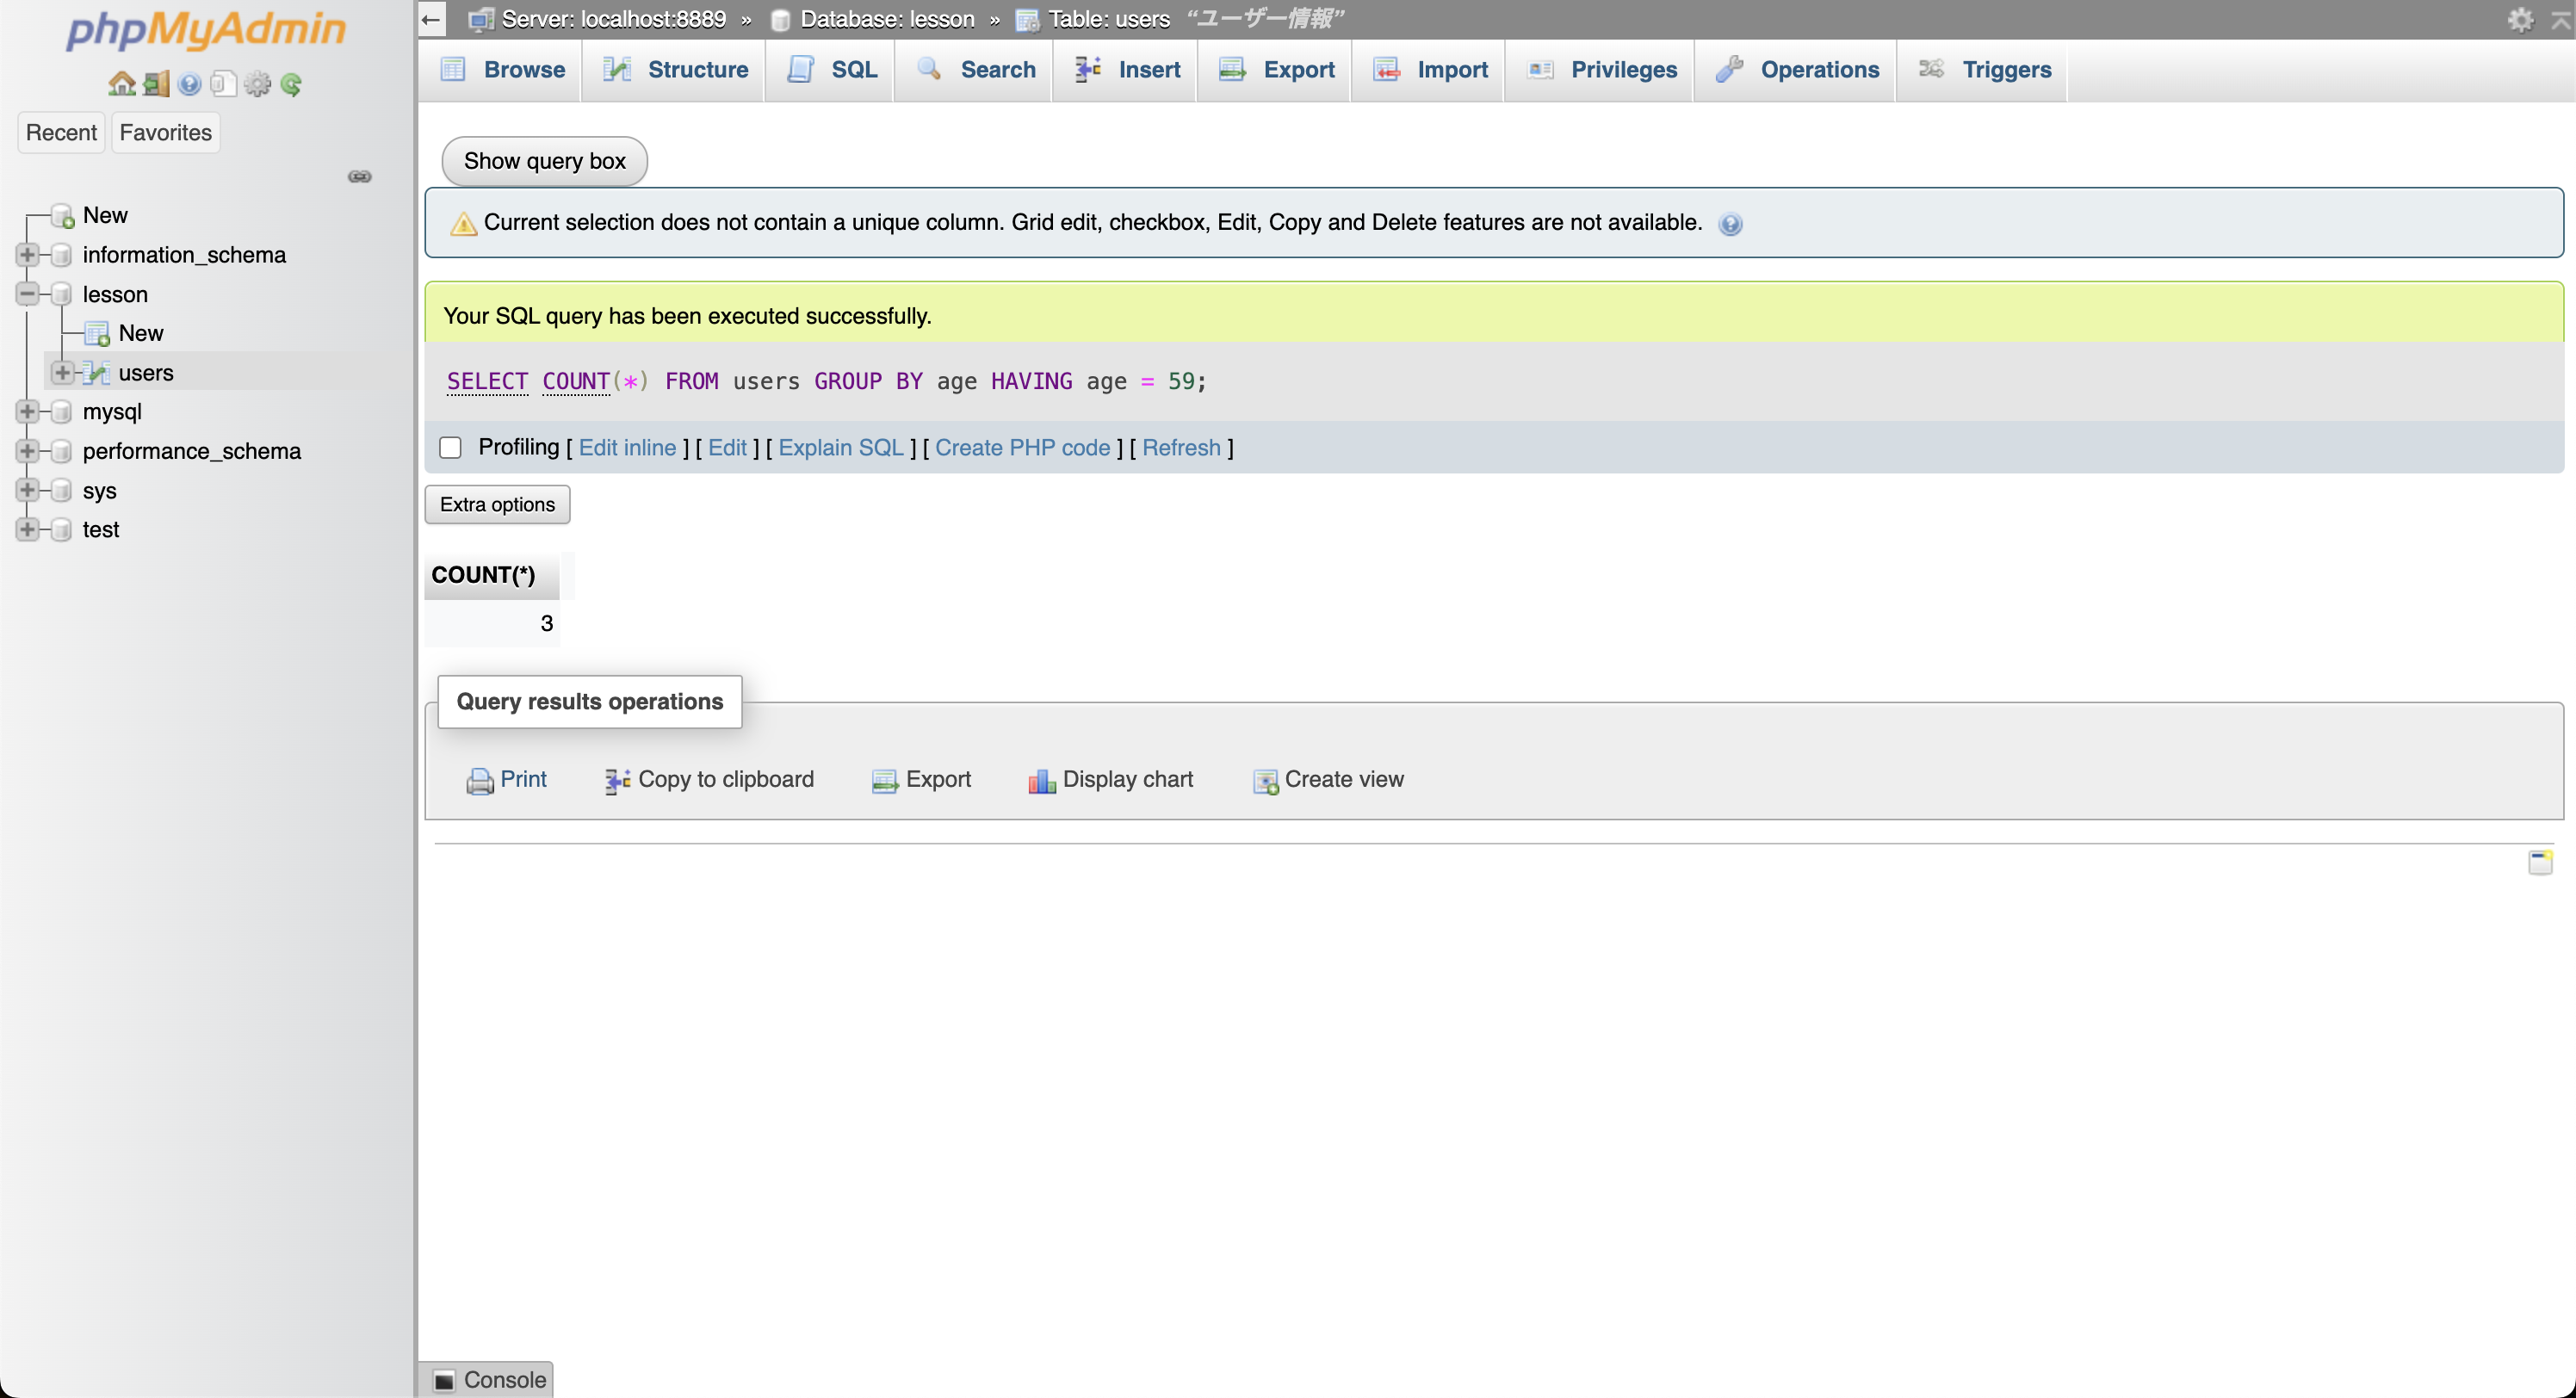 phpMyAdmin
Recent Favorites
New
information_schema
lesson
New
users
mysql
performance_schema
sys
test
Server: localhost:8889 » Database: lesson » Table: users “ユーザー情報”
Browse Structure SQL Search Insert Export Import Privileges Operations Triggers
Show query box
Current selection does not contain a unique column. Grid edit, checkbox, Edit, Copy and Delete features are not available.
Your SQL query has been executed successfully.
SELECT COUNT(*) FROM users GROUP BY age HAVING age = 59;
Profiling [ Edit inline ] [ Edit ] [ Explain SQL ] [ Create PHP code ] [ Refresh ]
Extra options
COUNT(*)
3
Query results operations
Print Copy to clipboard Export Display chart Create view
Console